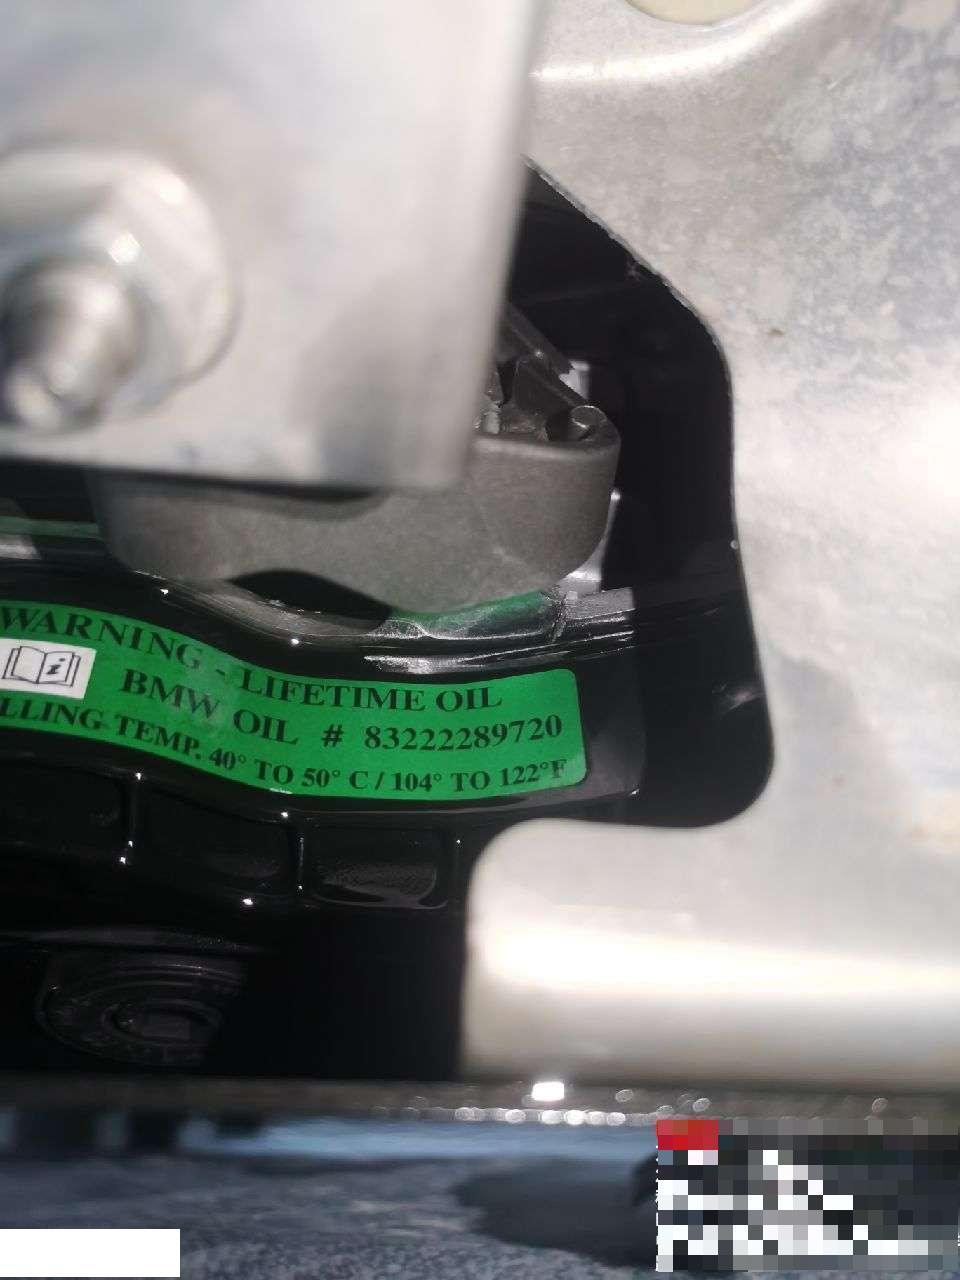 WARNING - LIFETIME OIL
BMW OIL # 83222289720
LLING TEMP. 40° TO 50° C / 104° TO 122°F